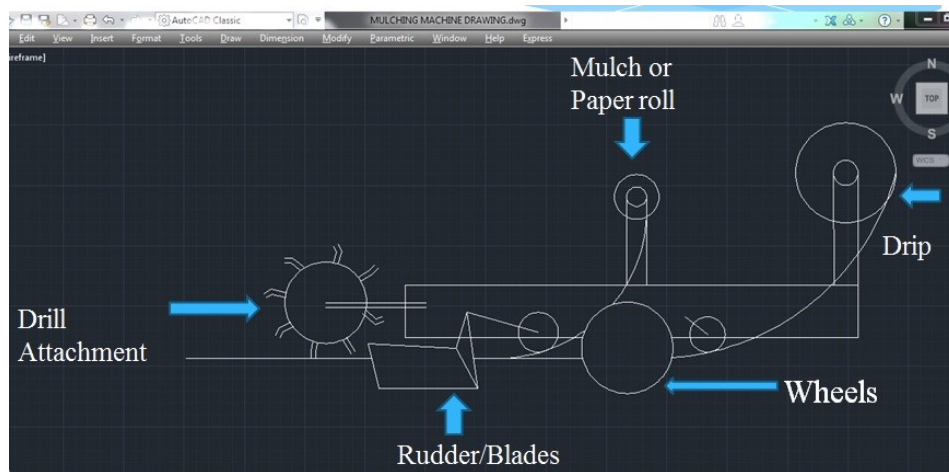 AutoCAD Classic
MULCHING MACHINE DRAWING.dwg
Edit View Insert Format Tools Draw Dimension Modify Parametric Window Help Express
ireframe]
Mulch or
Paper roll
N
W
TOP
S
WCS
Drip
Drill
Attachment
Wheels
Rudder/Blades